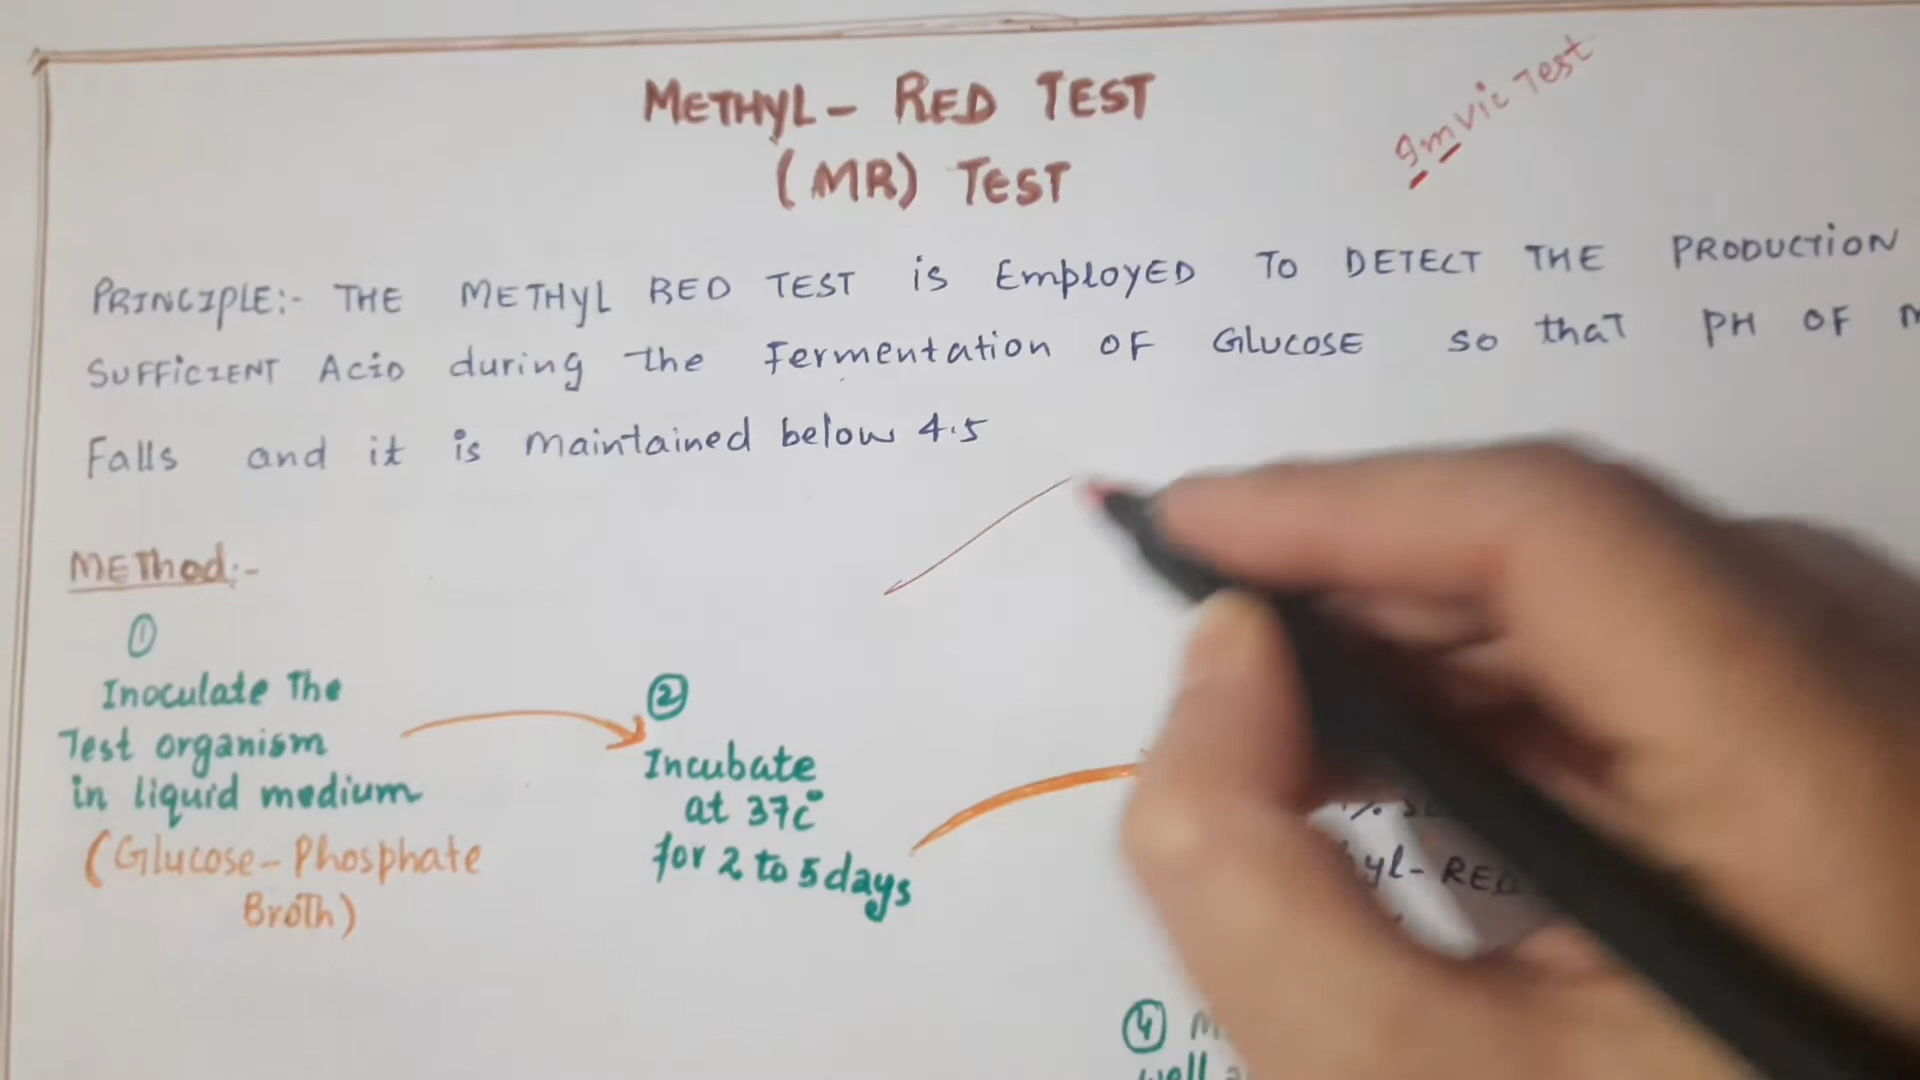 METHYL- RED TEST
(MR) TEST
Imvic Test
PRINCIPLE:- THE METHYL RED TEST is EmployED TO DETECT THE PRODUCTION
SUFFICIENT Acid during the Fermentation OF GLUCOSE so that PH OF
Falls and it is maintained below 4.5
METhod:-
①
Inoculate The
Test organism
in liquid medium
(Glucose-Phosphate
Broth)
②
Incubate
at 37c°
for 2 to 5 days
yl- RED
④
well